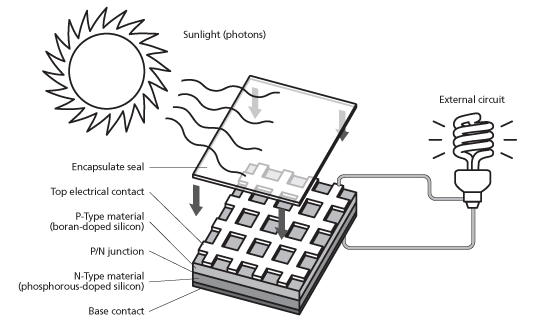 Sunlight (photons)
External circuit
Encapsulate seal
Top electrical contact
P-Type material
(boran-doped silicon)
P/N junction
N-Type material
(phosphorous-doped silicon)
Base contact